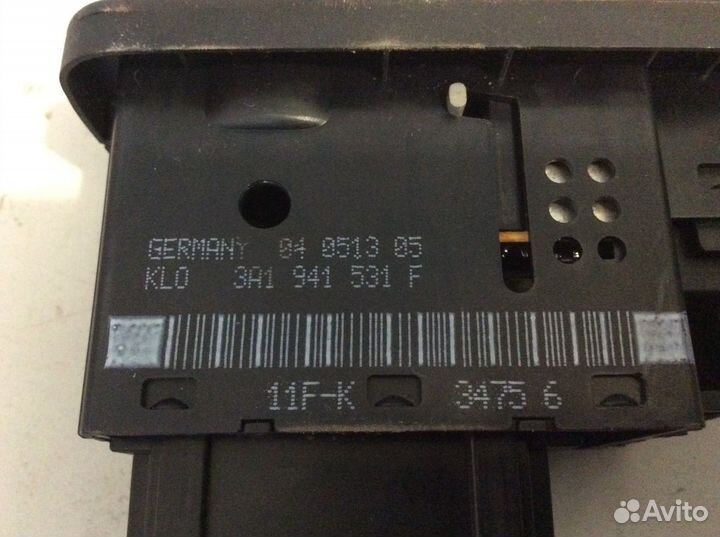 GERMANY 04 0513 05
KLO 3A1 941 531 F
11F-K 3475 6
Avito